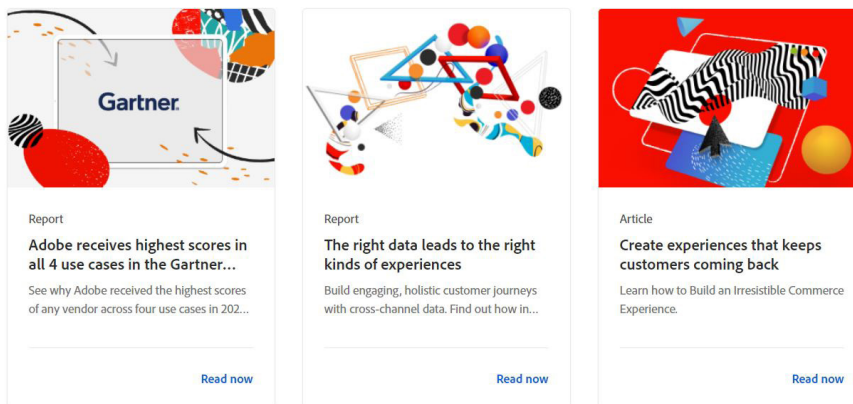 Gartner
Report
Adobe receives highest scores in
all 4 use cases in the Gartner...
See why Adobe received the highest scores
of any vendor across four use cases in 202...
Read now
Report
The right data leads to the right
kinds of experiences
Build engaging, holistic customer journeys
with cross-channel data. Find out how in...
Read now
Article
Create experiences that keeps
customers coming back
Learn how to Build an Irresistible Commerce
Experience.
Read now